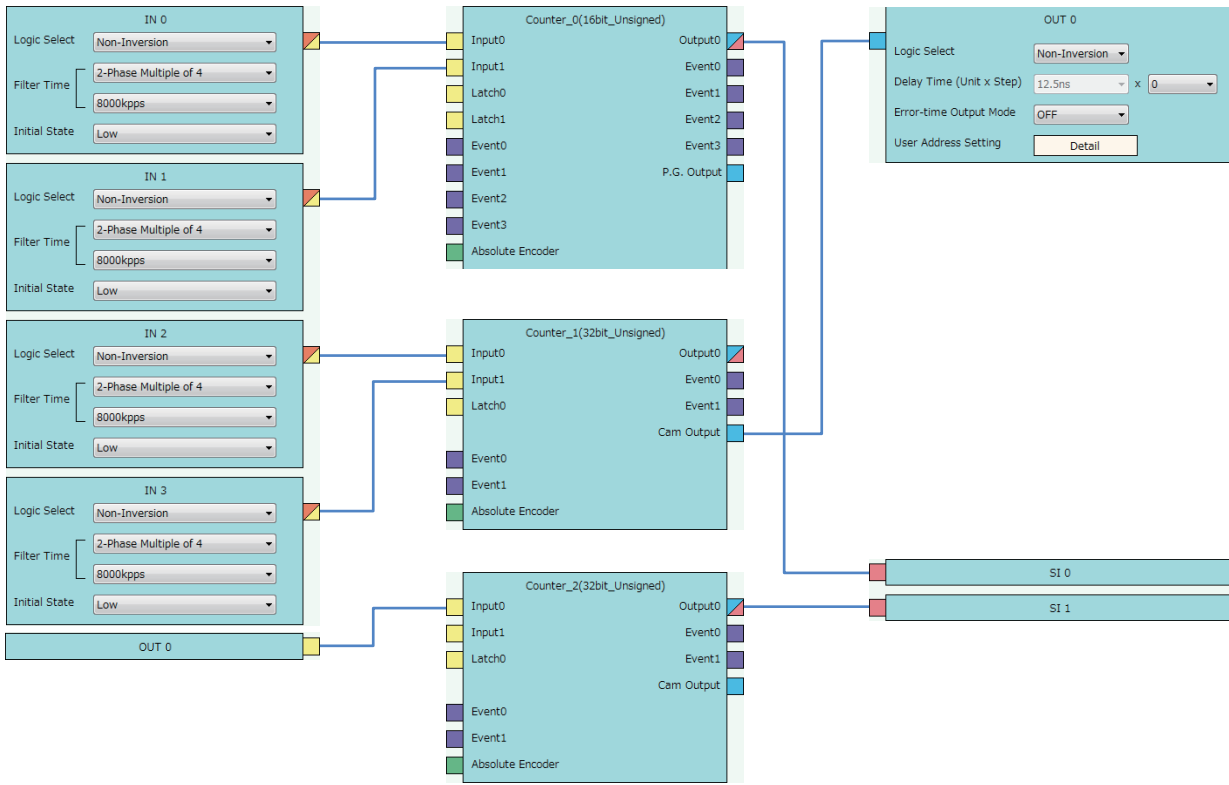 IN 0
Logic Select Non-Inversion
Filter Time 2-Phase Multiple of 4
8000kpps
Initial State Low
IN 1
Logic Select Non-Inversion
Filter Time 2-Phase Multiple of 4
8000kpps
Initial State Low
IN 2
Logic Select Non-Inversion
Filter Time 2-Phase Multiple of 4
8000kpps
Initial State Low
IN 3
Logic Select Non-Inversion
Filter Time 2-Phase Multiple of 4
8000kpps
Initial State Low
OUT 0
Counter_0(16bit_Unsigned)
Input0 Output0
Input1 Event0
Latch0 Event1
Latch1 Event2
Event0 Event3
Event1 P.G. Output
Event2
Event3
Absolute Encoder
Counter_1(32bit_Unsigned)
Input0 Output0
Input1 Event0
Latch0 Event1
Cam Output
Event0
Event1
Absolute Encoder
Counter_2(32bit_Unsigned)
Input0 Output0
Input1 Event0
Latch0 Event1
Cam Output
Event0
Event1
Absolute Encoder
OUT 0
Logic Select Non-Inversion
Delay Time (Unit x Step) 12.5ns x 0
Error-time Output Mode OFF
User Address Setting Detail
SI 0
SI 1